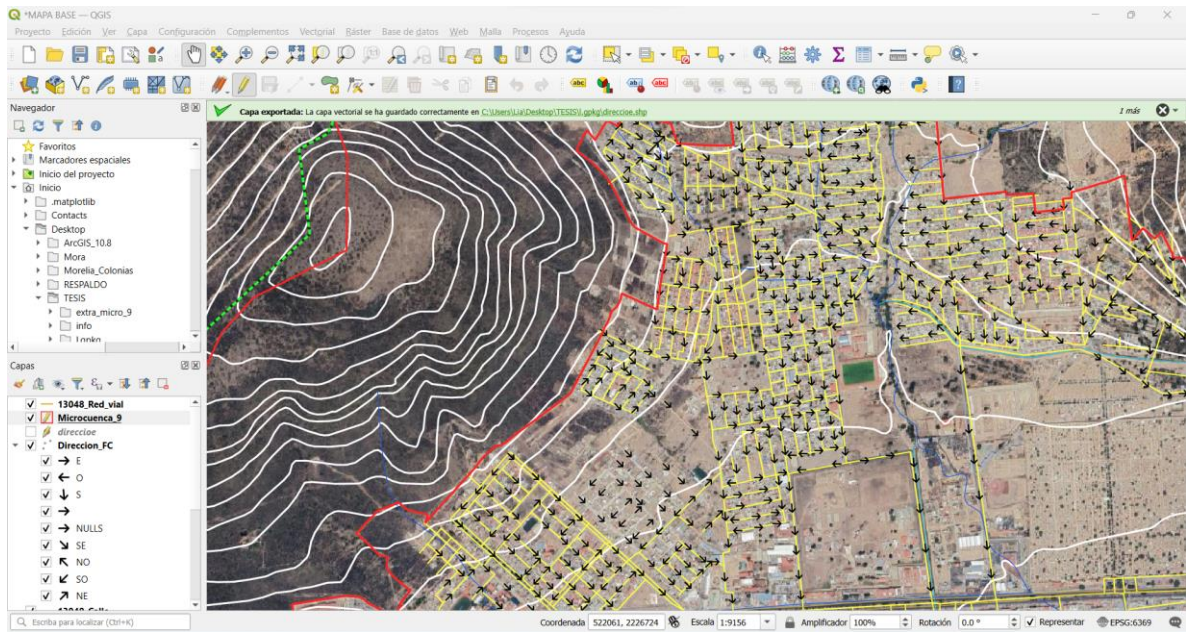 *MAPA BASE — QGIS
Proyecto Edición Ver Capa Configuración Complementos Vectorial Ráster Base de datos Web Malla Procesos Ayuda
Navegador
Capa exportada: La capa vectorial se ha guardado correctamente en C:\Users\Lia\Desktop\TESIS\I.gpkg\direccioe.shp
1 más
Favoritos
Marcadores espaciales
Inicio del proyecto
Inicio
.matplotlib
Contacts
Desktop
ArcGIS_10.8
Mora
Morelia_Colonias
RESPALDO
TESIS
extra_micro_9
info
Capas
13048_Red_vial
Microcuenca_9
direccioe
Direccion_FC
E
O
S
NULLS
SE
NO
SO
NE
Escriba para localizar (Ctrl+K)
Coordenada 522061, 2226724 Escala 1:9156 Amplificador 100% Rotación 0.0 ° Representar EPSG:6369